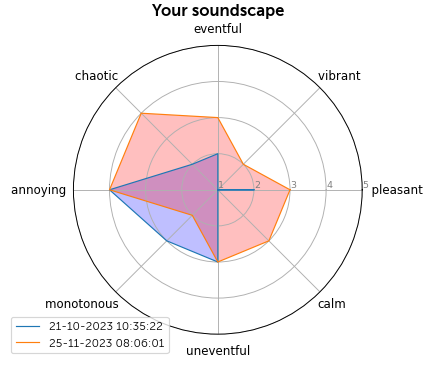 Your soundscape
eventful
chaotic
vibrant
annoying
1 2 3 4 5
pleasant
monotonous
calm
uneventful
21-10-2023 10:35:22
25-11-2023 08:06:01